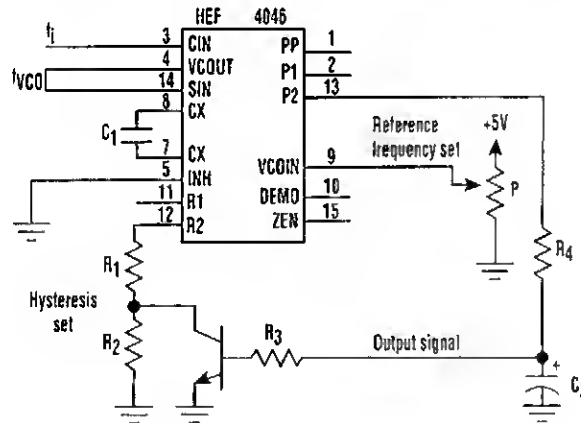 HEF 4046
fi
3 CIN
4 VCOUT
fVCO
14 SIN
8 CX
C1
7 CX
5 INH
11 R1
12 R2
PP 1
P1 2
P2 13
VCOIN 9
DEMO 10
ZEN 15
Reference
frequency set
+5V
P
R4
R1
Hysteresis
set
R2
R3
Output signal
+
C